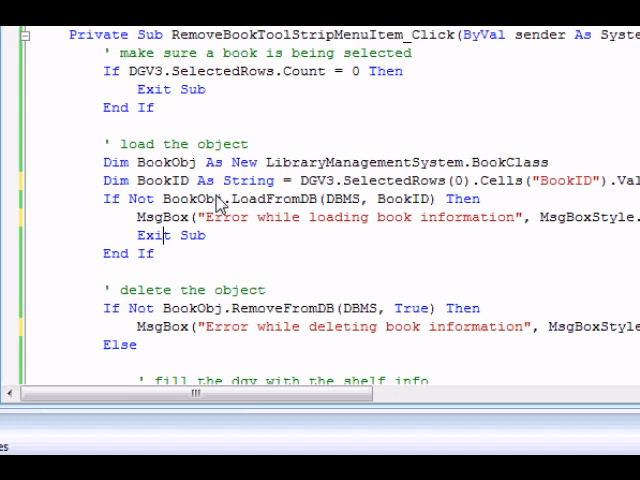 Private Sub RemoveBookToolStripMenuItem_Click(ByVal sender As Syste
' make sure a book is being selected
If DGV3.SelectedRows.Count = 0 Then
Exit Sub
End If
' load the object
Dim BookObj As New LibraryManagementSystem.BookClass
Dim BookID As String = DGV3.SelectedRows(0).Cells("BookID").Val
If Not BookObj.LoadFromDB(DBMS, BookID) Then
MsgBox("Error while loading book information", MsgBoxStyle.
Exit Sub
End If
' delete the object
If Not BookObj.RemoveFromDB(DBMS, True) Then
MsgBox("Error while deleting book information", MsgBoxStyle
Else
' fill the dgv with the shelf info
es